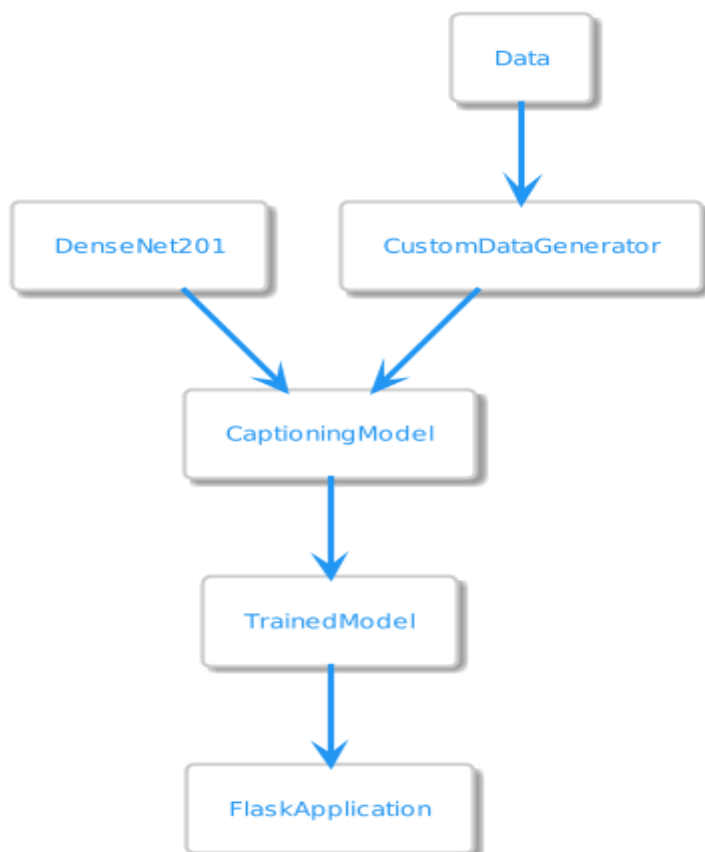 Data
DenseNet201
CustomDataGenerator
CaptioningModel
TrainedModel
FlaskApplication